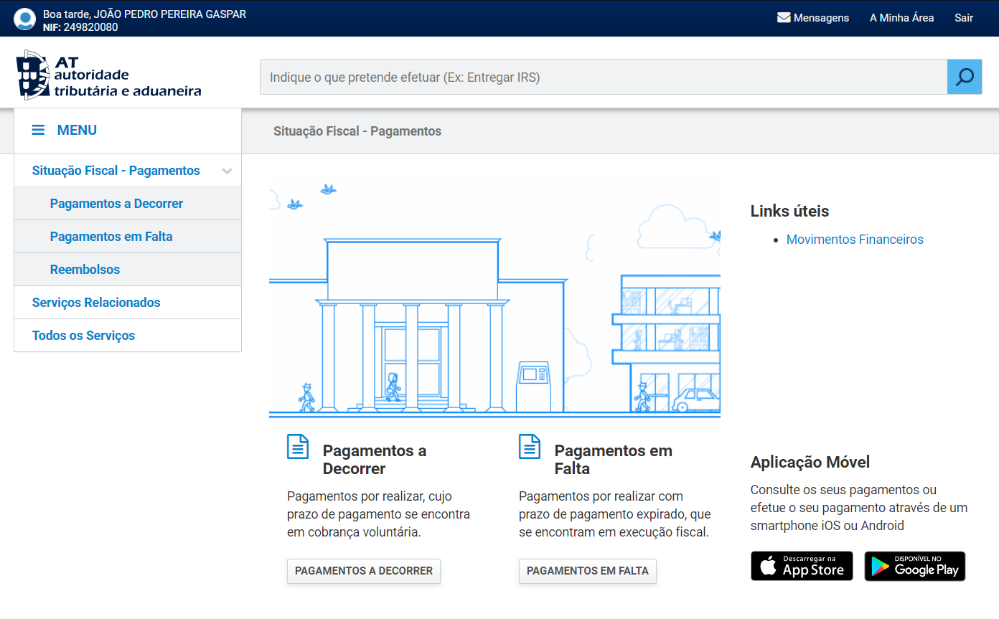 Boa tarde, JOÃO PEDRO PEREIRA GASPAR
NIF: 249820080
Mensagens
A Minha Área
Sair
AT
autoridade
tributária e aduaneira
Indique o que pretende efetuar (Ex: Entregar IRS)
MENU
Situação Fiscal - Pagamentos
Situação Fiscal - Pagamentos
Pagamentos a Decorrer
Pagamentos em Falta
Reembolsos
Serviços Relacionados
Todos os Serviços
Links úteis
Movimentos Financeiros
Pagamentos a
Decorrer
Pagamentos por realizar, cujo
prazo de pagamento se encontra
em cobrança voluntária.
PAGAMENTOS A DECORRER
Pagamentos em
Falta
Pagamentos por realizar com
prazo de pagamento expirado, que
se encontram em execução fiscal.
PAGAMENTOS EM FALTA
Aplicação Móvel
Consulte os seus pagamentos ou
efetue o seu pagamento através de um
smartphone iOS ou Android
Descarregar na
App Store
DISPONÍVEL NO
Google Play